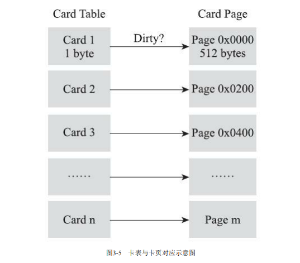 Card Table
Card Page
Card 1
1 byte
Dirty?
Page 0x0000
512 bytes
Card 2
Page 0x0200
Card 3
Page 0x0400
……
……
Card n
Page m
图3-5 卡表与卡页对应示意图